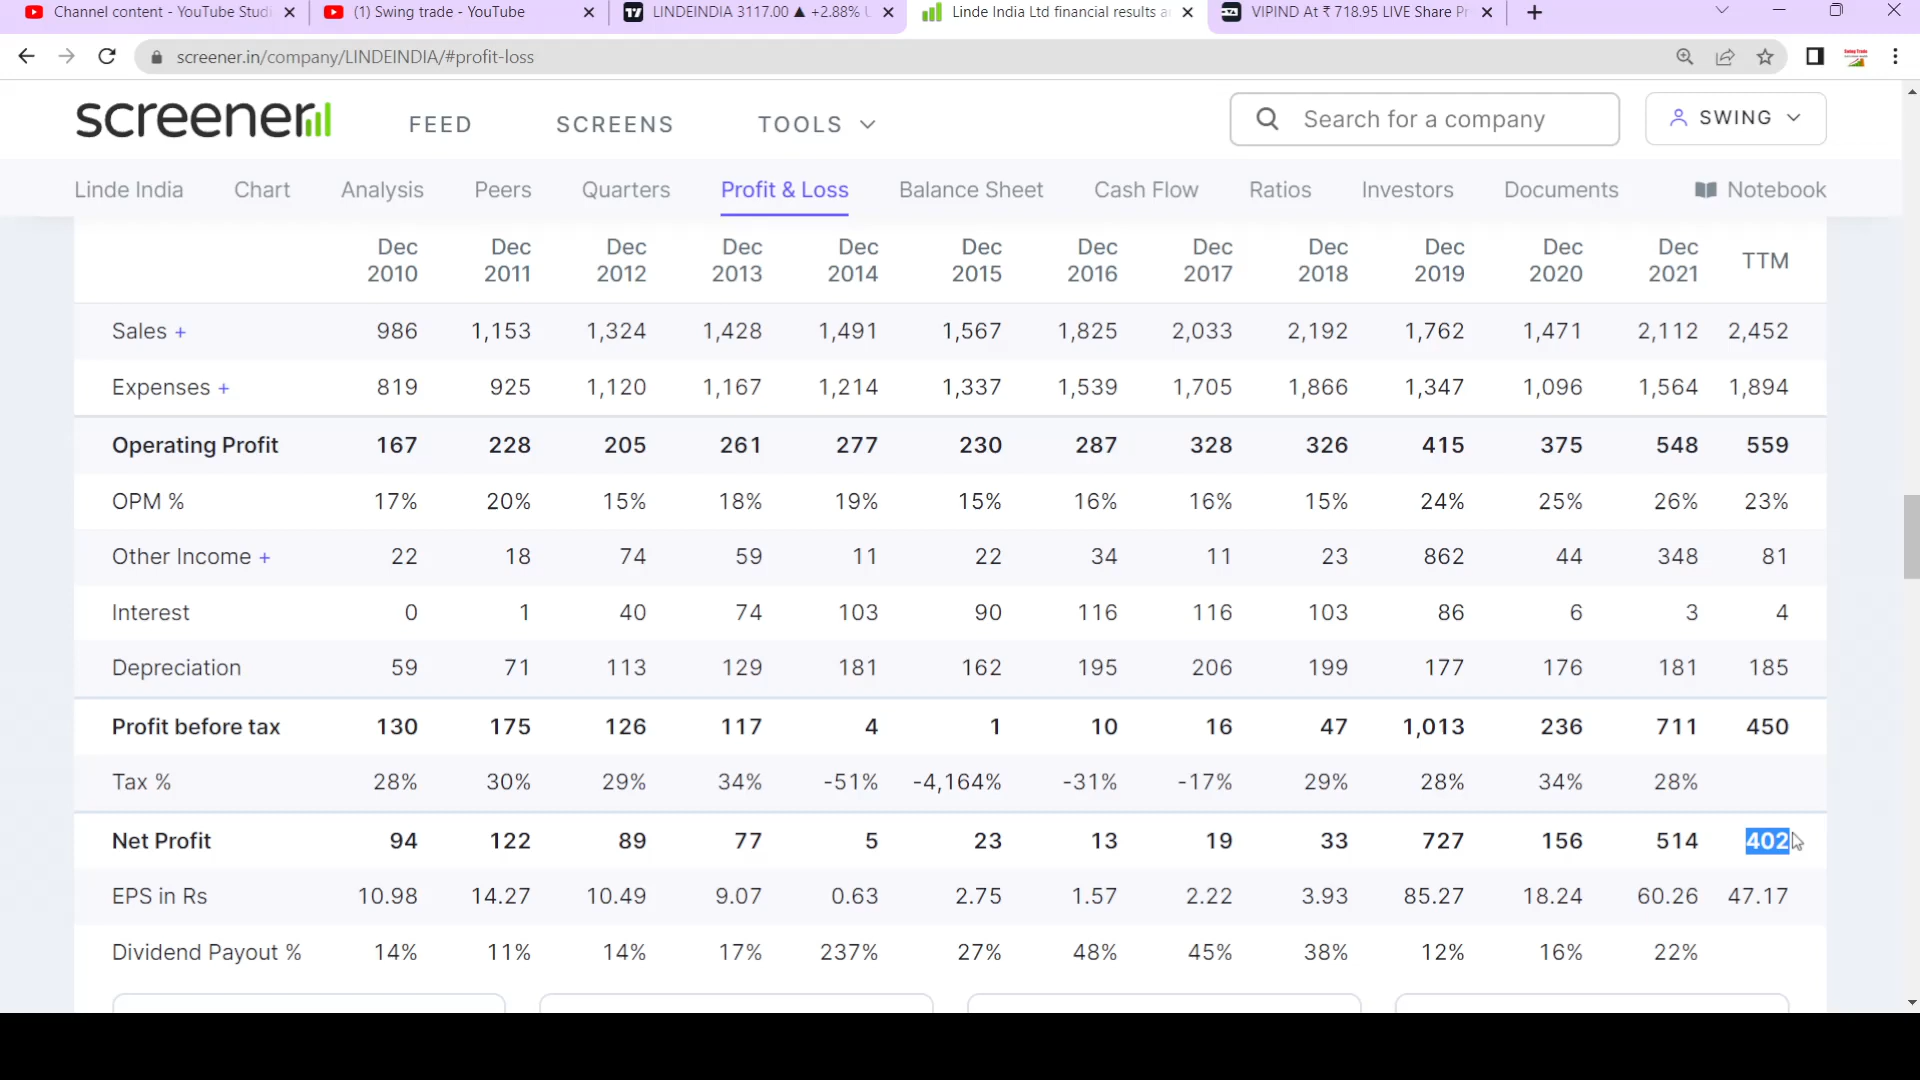 Channel content - YouTube Studi
(1) Swing trade - YouTube
LINDEINDIA 3117.00 ▲ +2.88% U
Linde India Ltd financial results a
VIPIND At ₹ 718.95 LIVE Share Pr
screener.in/company/LINDEINDIA/#profit-loss
screener FEED SCREENS TOOLS Search for a company SWING
Linde India Chart Analysis Peers Quarters Profit & Loss Balance Sheet Cash Flow Ratios Investors Documents Notebook
Dec 2010 Dec 2011 Dec 2012 Dec 2013 Dec 2014 Dec 2015 Dec 2016 Dec 2017 Dec 2018 Dec 2019 Dec 2020 Dec 2021 TTM
Sales + 986 1,153 1,324 1,428 1,491 1,567 1,825 2,033 2,192 1,762 1,471 2,112 2,452
Expenses + 819 925 1,120 1,167 1,214 1,337 1,539 1,705 1,866 1,347 1,096 1,564 1,894
Operating Profit 167 228 205 261 277 230 287 328 326 415 375 548 559
OPM % 17% 20% 15% 18% 19% 15% 16% 16% 15% 24% 25% 26% 23%
Other Income + 22 18 74 59 11 22 34 11 23 862 44 348 81
Interest 0 1 40 74 103 90 116 116 103 86 6 3 4
Depreciation 59 71 113 129 181 162 195 206 199 177 176 181 185
Profit before tax 130 175 126 117 4 1 10 16 47 1,013 236 711 450
Tax % 28% 30% 29% 34% -51% -4,164% -31% -17% 29% 28% 34% 28%
Net Profit 94 122 89 77 5 23 13 19 33 727 156 514 402
EPS in Rs 10.98 14.27 10.49 9.07 0.63 2.75 1.57 2.22 3.93 85.27 18.24 60.26 47.17
Dividend Payout % 14% 11% 14% 17% 237% 27% 48% 45% 38% 12% 16% 22%